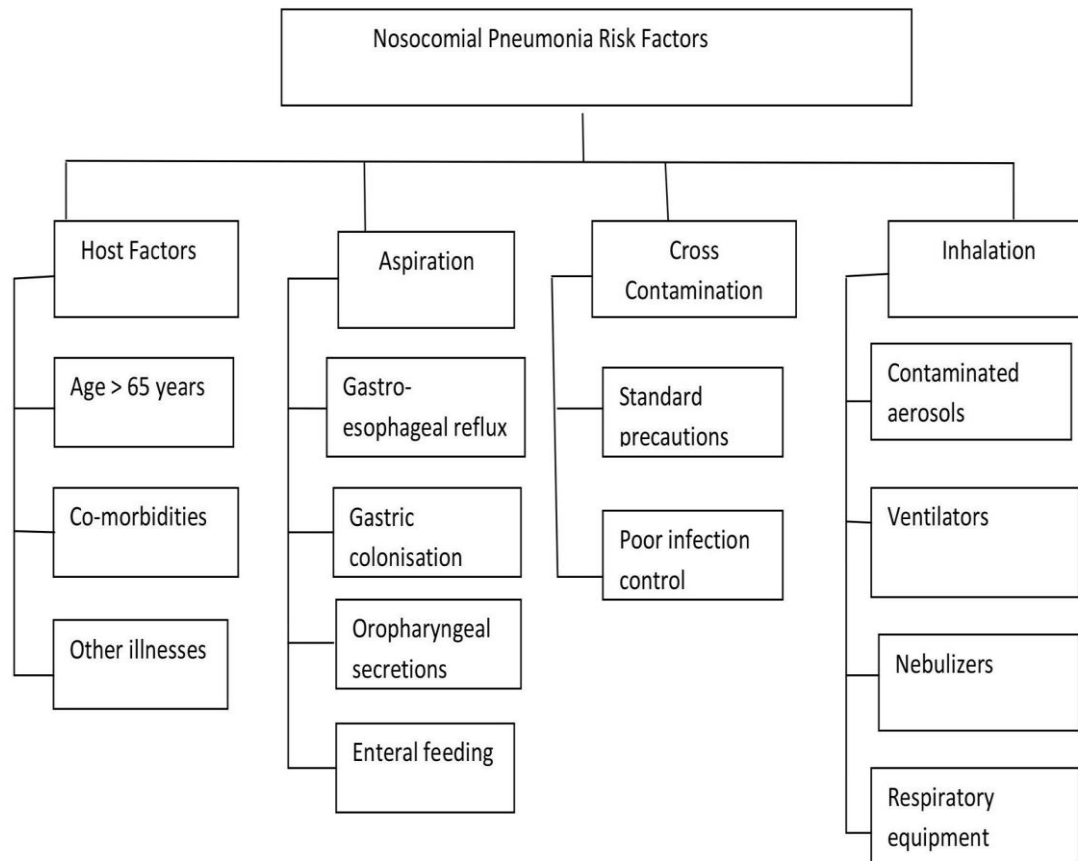 Nosocomial Pneumonia Risk Factors
Host Factors
Age > 65 years
Co-morbidities
Other illnesses
Aspiration
Gastro-
esophageal reflux
Gastric
colonisation
Oropharyngeal
secretions
Enteral feeding
Cross
Contamination
Standard
precautions
Poor infection
control
Inhalation
Contaminated
aerosols
Ventilators
Nebulizers
Respiratory
equipment